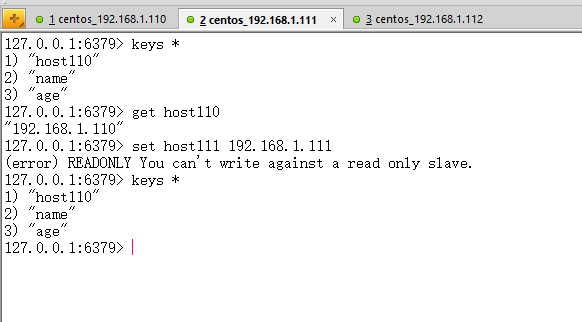 1 centos_192.168.1.110 2 centos_192.168.1.111 × 3 centos_192.168.1.112
127.0.0.1:6379> keys *
1) "host110"
2) "name"
3) "age"
127.0.0.1:6379> get host110
"192.168.1.110"
127.0.0.1:6379> set host111 192.168.1.111
(error) READONLY You can't write against a read only slave.
127.0.0.1:6379> keys *
1) "host110"
2) "name"
3) "age"
127.0.0.1:6379>